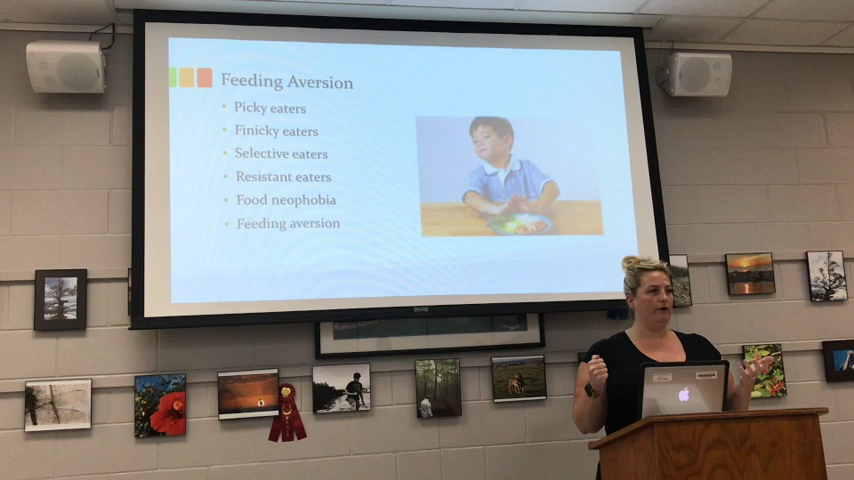 Feeding Aversion
• Picky eaters
• Finicky eaters
• Selective eaters
• Resistant eaters
• Food neophobia
• Feeding aversion